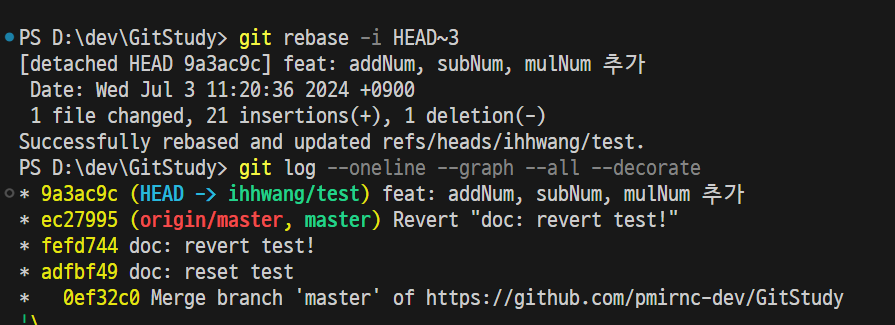 PS D:\dev\GitStudy> git rebase -i HEAD~3
[detached HEAD 9a3ac9c] feat: addNum, subNum, mulNum 추가
Date: Wed Jul 3 11:20:36 2024 +0900
1 file changed, 21 insertions(+), 1 deletion(-)
Successfully rebased and updated refs/heads/ihhwang/test.
PS D:\dev\GitStudy> git log --oneline --graph --all --decorate
* 9a3ac9c (HEAD -> ihhwang/test) feat: addNum, subNum, mulNum 추가
* ec27995 (origin/master, master) Revert "doc: revert test!"
* fefd744 doc: revert test!
* adfbf49 doc: reset test
*   0ef32c0 Merge branch 'master' of https://github.com/pmirnc-dev/GitStudy
|\